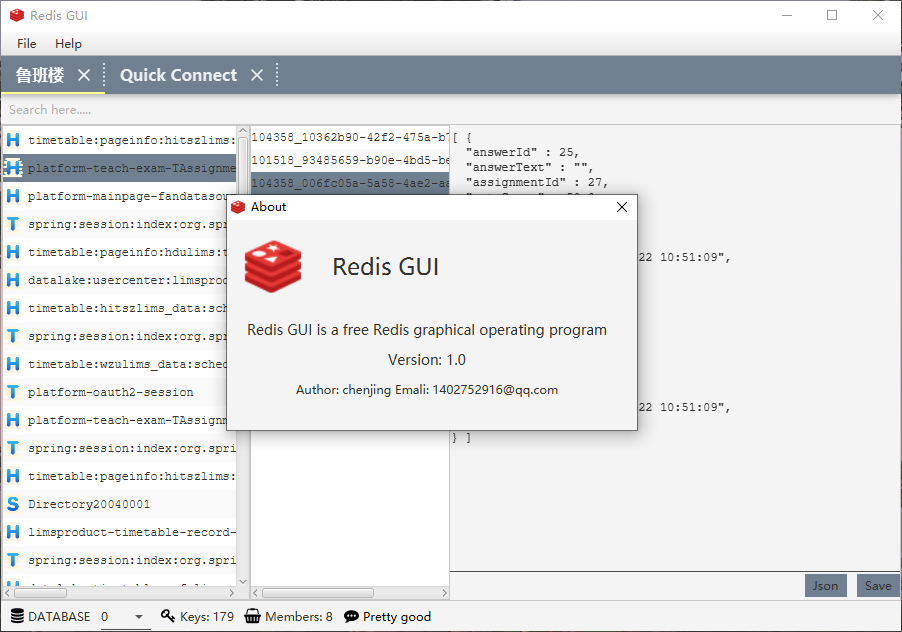 Redis GUI
File Help
鲁班楼 Quick Connect
Search here.....
timetable:pageinfo:hitszlims:
platform-teach-exam-TAssignme
platform-mainpage-fandatasou
spring:session:index:org.spr
timetable:pageinfo:hdulims:t
datalake:usercenter:limsproc
timetable:hitszlims_data:sch
spring:session:index:org.spr
timetable:wzulims_data:sched
platform-oauth2-session
platform-teach-exam-TAssignm
spring:session:index:org.spri
timetable:pageinfo:hitszlims:
Directory20040001
limsproduct-timetable-record-
spring:session:index:org.spri
104358_10362b90-42f2-475a-b7
101518_93485659-b90e-4bd5-be
104358_006fc05a-5a58-4ae2-aa
[ {
"answerId" : 25,
"answerText" : "",
"assignmentId" : 27,
22 10:51:09",
22 10:51:09",
} ]
About
Redis GUI
Redis GUI is a free Redis graphical operating program
Version: 1.0
Author: chenjing Emali: 1402752916@qq.com
Json Save
DATABASE 0 Keys: 179 Members: 8 Pretty good